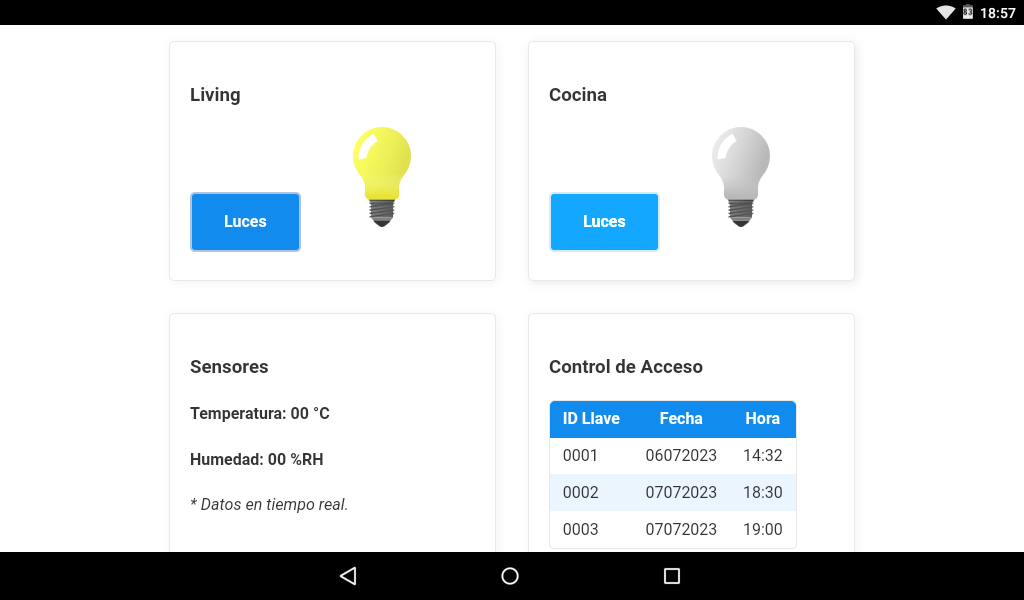 18:57
Living
Cocina
Luces
Luces
Sensores
Temperatura: 00 °C
Humedad: 00 %RH
* Datos en tiempo real.
Control de Acceso
ID Llave Fecha Hora
0001 06072023 14:32
0002 07072023 18:30
0003 07072023 19:00